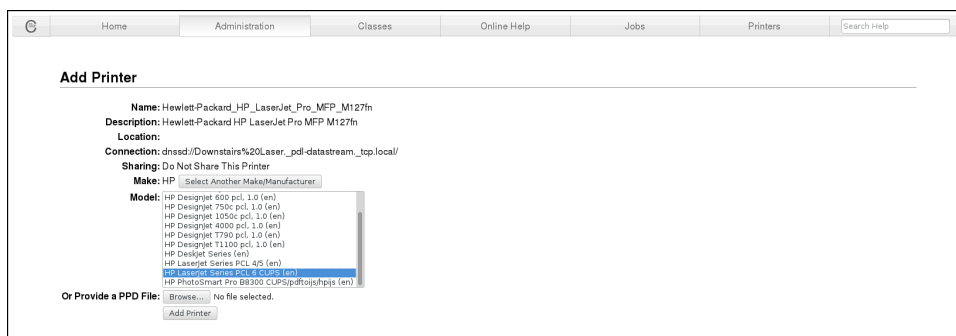 Home Administration Classes Online Help Jobs Printers Search Help
Add Printer
Name: Hewlett-Packard_HP_LaserJet_Pro_MFP_M127fn
Description: Hewlett-Packard HP LaserJet Pro MFP M127fn
Location:
Connection: dnssd://Downstairs%20Laser._pdl-datastream._tcp.local/
Sharing: Do Not Share This Printer
Make: HP Select Another Make/Manufacturer
Model: HP DesignJet 600 pcl, 1.0 (en)
HP DesignJet 750c pcl, 1.0 (en)
HP DesignJet 1050c pcl, 1.0 (en)
HP DesignJet 4000 pcl, 1.0 (en)
HP DesignJet T790 pcl, 1.0 (en)
HP DesignJet T1100 pcl, 1.0 (en)
HP DeskJet Series (en)
HP LaserJet Series PCL 4/5 (en)
HP LaserJet Series PCL 6 CUPS (en)
HP PhotoSmart Pro B8300 CUPS/pdftoijs/hpijs (en)
Or Provide a PPD File: Browse... No file selected.
Add Printer